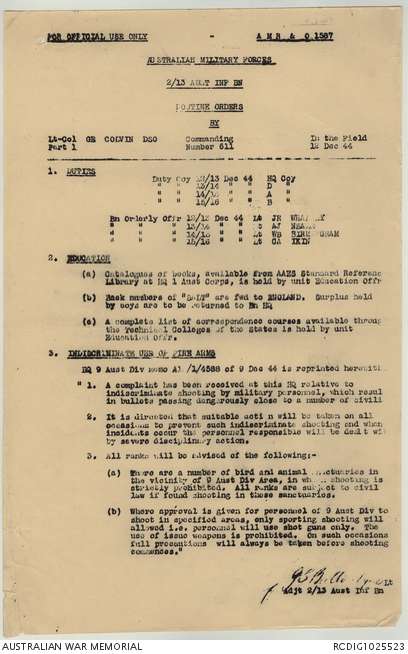 FOR OFFICIAL USE ONLY - A M R & O 1587
AUSTRALIAN MILITARY FORCES
2/13 AUST INF BN
ROUTINE ORDERS
BY
Lt-Col GE COLVIN DSO Commanding In the Field
Part 1 Number 611 12 Dec 44
1. DUTIES
Duty Coy 12/13 Dec 44 HQ Coy
" " 13/14 " " D "
" " 14/15 " " A "
" " 15/16 " " B "
Bn Orderly Offr 12/13 Dec 44 Lt JR
" " " 13/14 " " AJ
" " " 14/15 " " Lt WB BIRMINGHAM
" " " 15/16 " " Lt CA IKIN
2. EDUCATION
(a) Catalogues of books, available from AAES Standard Reference
Library at HQ 1 Aust Corps, is held by unit Education Offr
(b) Back numbers of "SALT" are fwd to ENGLAND. Surplus held
by coys are to be returned to Bn HQ
(c) A complete list of correspondence courses available throug
the Technical Colleges of the States is held by unit
Education Offr.
3. INDISCRIMINATE USE OF FIRE ARMS
HQ 9 Aust Div memo A1 /1/4588 of 9 Dec 44 is reprinted herewith
" 1. A complaint has been received at this HQ relative to
indiscriminate shooting by military personnel, which resul
in bullets passing dangerously close to a number of civili
2. It is directed that suitable action will be taken on all
occasions to prevent such indiscriminate shooting and when
incidents occur the personnel responsible will be dealt wi
by severe disciplinary action.
3. All ranks will be advised of the following:-
(a) There are a number of bird and animal sanctuaries in
the vicinity of 9 Aust Div Area, in which shooting is
strictly prohibited. All ranks are subject to civil
law if found shooting in these sanctuaries.
(b) Where approval is given for personnel of 9 Aust Div to
shoot in specified areas, only sporting shooting will
allowed i.e. personnel will use shot guns only. The
use of issue weapons is prohibited. On such occasions
full precautions will always be taken before shooting
commences."
Lt
Adjt 2/13 Aust Inf Bn
AUSTRALIAN WAR MEMORIAL RCDIG1025523